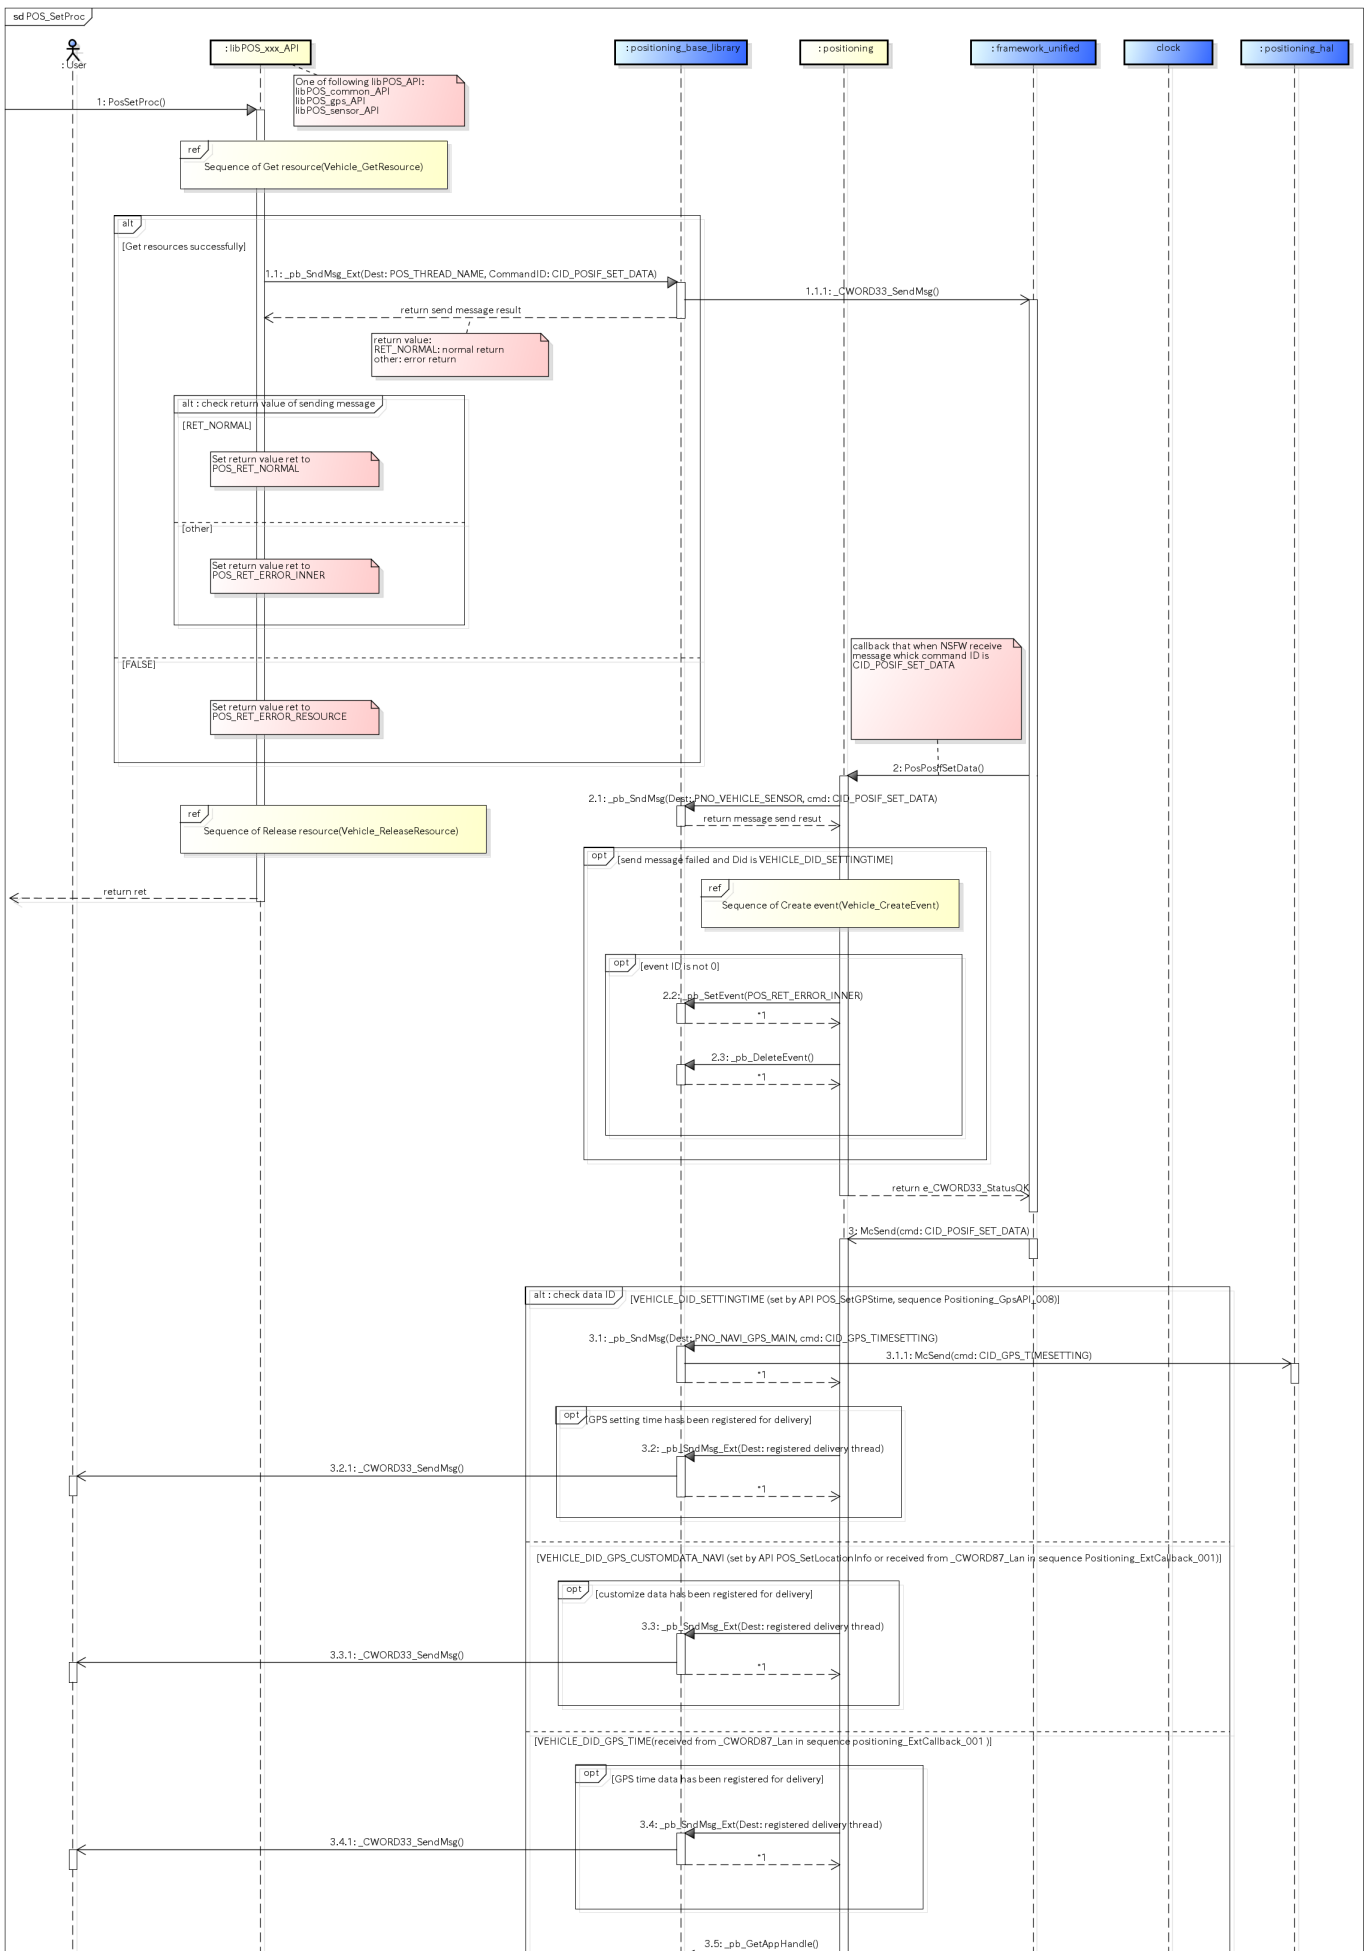 sd POS_SetProc
: User
: libPOS_xxx_API
: positioning_base_library
: positioning
: framework_unified
clock
: positioning_hal
One of following libPOS_API:
libPOS_common_API
libPOS_gps_API
libPOS_sensor_API
1: PosSetProc()
ref
Sequence of Get resource(Vehicle_GetResource)
alt
[Get resources successfully]
1.1: _pb_SndMsg_Ext(Dest: POS_THREAD_NAME, CommandID: CID_POSIF_SET_DATA)
1.1.1: _CWORD33_SendMsg()
return send message result
return value:
RET_NORMAL: normal return
other: error return
alt : check return value of sending message
[RET_NORMAL]
Set return value ret to
POS_RET_NORMAL
[other]
Set return value ret to
POS_RET_ERROR_INNER
callback that when NSFW receive
message whick command ID is
CID_POSIF_SET_DATA
[FALSE]
Set return value ret to
POS_RET_ERROR_RESOURCE
2: PosPosifSetData()
2.1: _pb_SndMsg(Dest: PNO_VEHICLE_SENSOR, cmd: CID_POSIF_SET_DATA)
return message send resut
ref
Sequence of Release resource(Vehicle_ReleaseResource)
opt
[send message failed and Did is VEHICLE_DID_SETTINGTIME]
return ret
ref
Sequence of Create event(Vehicle_CreateEvent)
opt
[event ID is not 0]
2.2: _pb_SetEvent(POS_RET_ERROR_INNER)
*1
2.3: _pb_DeleteEvent()
*1
return e_CWORD33_StatusOK
3: McSend(cmd: CID_POSIF_SET_DATA)
alt : check data ID
[VEHICLE_DID_SETTINGTIME (set by API POS_SetGPStime, sequence Positioning_GpsAPI_008)]
3.1: _pb_SndMsg(Dest: PNO_NAVI_GPS_MAIN, cmd: CID_GPS_TIMESETTING)
3.1.1: McSend(cmd: CID_GPS_TIMESETTING)
*1
opt
[GPS setting time hass been registered for delivery]
3.2: _pb_SndMsg_Ext(Dest: registered delivery thread)
3.2.1: _CWORD33_SendMsg()
*1
[VEHICLE_DID_GPS_CUSTOMDATA_NAVI (set by API POS_SetLocationInfo or received from _CWORD87_Lan in sequence Positioning_ExtCallback_001)]
opt
[customize data has been registered for delivery]
3.3: _pb_SndMsg_Ext(Dest: registered delivery thread)
3.3.1: _CWORD33_SendMsg()
*1
[VEHICLE_DID_GPS_TIME(received from _CWORD87_Lan in sequence positioning_ExtCallback_001 )]
opt
[GPS time data has been registered for delivery]
3.4: _pb_SndMsg_Ext(Dest: registered delivery thread)
3.4.1: _CWORD33_SendMsg()
*1
3.5: _pb_GetAppHandle()